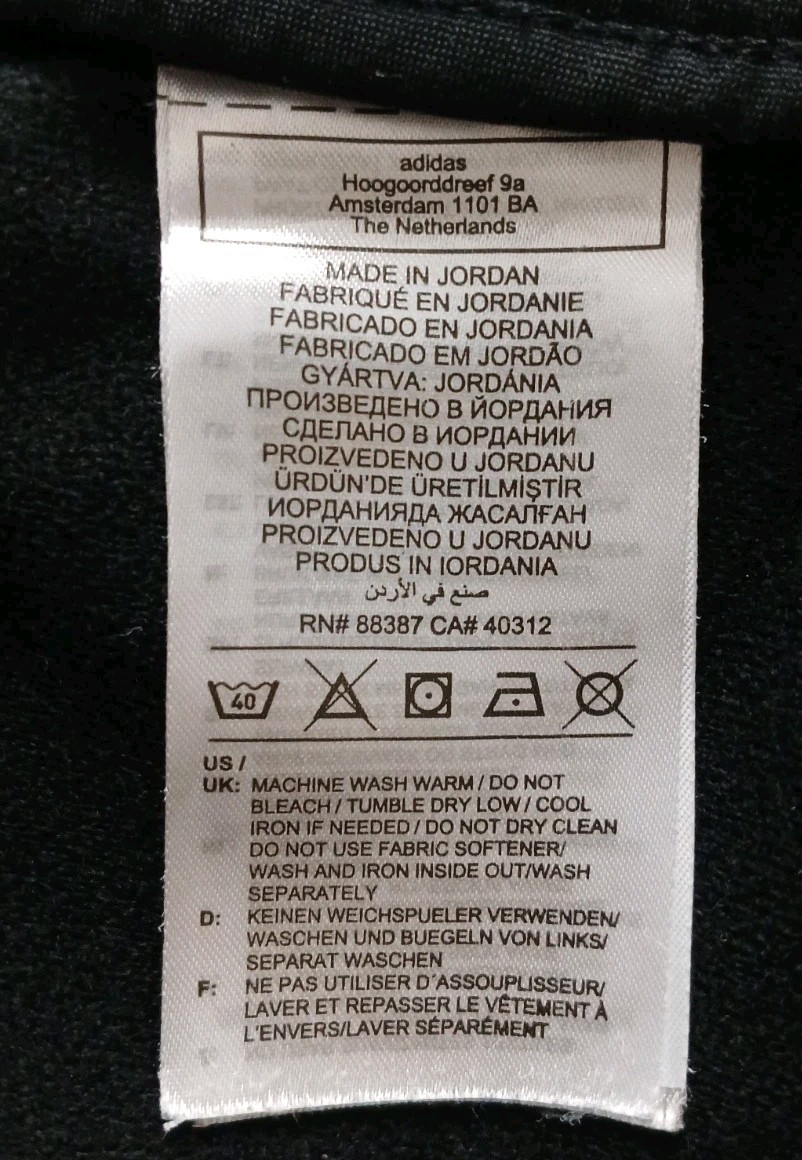 adidas
Hoogoorddreef 9a
Amsterdam 1101 BA
The Netherlands
MADE IN JORDAN
FABRIQUÉ EN JORDANIE
FABRICADO EN JORDANIA
FABRICADO EM JORDÃO
GYÁRTVA: JORDÁNIA
ПРОИЗВЕДЕНО В ЙОРДАНИЯ
СДЕЛАНО В ИОРДАНИИ
PROIZVEDENO U JORDANU
ÜRDÜN'DE ÜRETİLMİŞTİR
ИОРДАНИЯДА ЖАСАЛҒАН
PROIZVEDENO U JORDANU
PRODUS IN IORDANIA
صنع في الأردن
RN# 88387 CA# 40312
40
US /
UK: MACHINE WASH WARM / DO NOT
BLEACH / TUMBLE DRY LOW / COOL
IRON IF NEEDED / DO NOT DRY CLEAN
DO NOT USE FABRIC SOFTENER/
WASH AND IRON INSIDE OUT/WASH
SEPARATELY
D: KEINEN WEICHSPUELER VERWENDEN/
WASCHEN UND BUEGELN VON LINKS/
SEPARAT WASCHEN
F: NE PAS UTILISER D´ASSOUPLISSEUR/
LAVER ET REPASSER LE VÊTEMENT À
L'ENVERS/LAVER SÉPARÉMENT